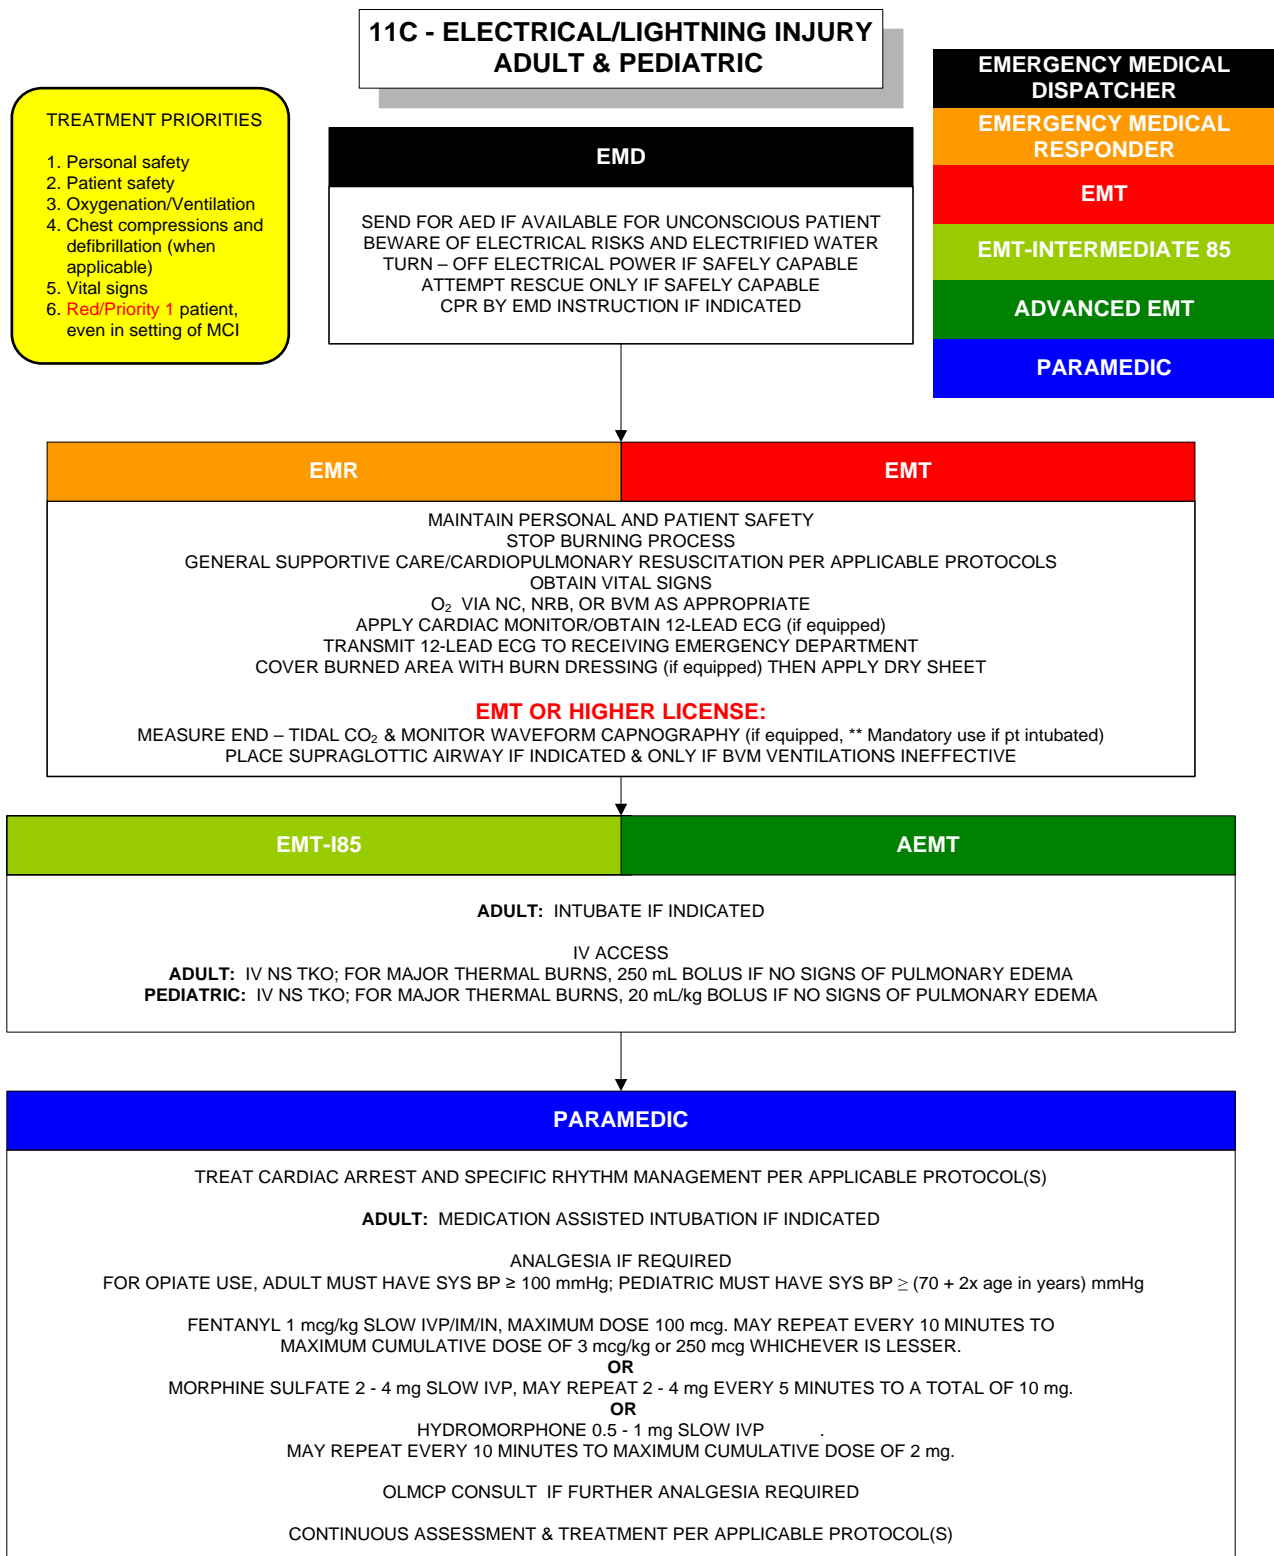 11C - ELECTRICAL/LIGHTNING INJURY
ADULT & PEDIATRIC
TREATMENT PRIORITIES
1. Personal safety
2. Patient safety
3. Oxygenation/Ventilation
4. Chest compressions and
defibrillation (when
applicable)
5. Vital signs
6. Red/Priority 1 patient,
even in setting of MCI
EMERGENCY MEDICAL
DISPATCHER
EMERGENCY MEDICAL
RESPONDER
EMT
EMT-INTERMEDIATE 85
ADVANCED EMT
PARAMEDIC
EMD
SEND FOR AED IF AVAILABLE FOR UNCONSCIOUS PATIENT
BEWARE OF ELECTRICAL RISKS AND ELECTRIFIED WATER
TURN – OFF ELECTRICAL POWER IF SAFELY CAPABLE
ATTEMPT RESCUE ONLY IF SAFELY CAPABLE
CPR BY EMD INSTRUCTION IF INDICATED
EMR
EMT
MAINTAIN PERSONAL AND PATIENT SAFETY
STOP BURNING PROCESS
GENERAL SUPPORTIVE CARE/CARDIOPULMONARY RESUSCITATION PER APPLICABLE PROTOCOLS
OBTAIN VITAL SIGNS
O₂ VIA NC, NRB, OR BVM AS APPROPRIATE
APPLY CARDIAC MONITOR/OBTAIN 12-LEAD ECG (if equipped)
TRANSMIT 12-LEAD ECG TO RECEIVING EMERGENCY DEPARTMENT
COVER BURNED AREA WITH BURN DRESSING (if equipped) THEN APPLY DRY SHEET
EMT OR HIGHER LICENSE:
MEASURE END – TIDAL CO₂ & MONITOR WAVEFORM CAPNOGRAPHY (if equipped, ** Mandatory use if pt intubated)
PLACE SUPRAGLOTTIC AIRWAY IF INDICATED & ONLY IF BVM VENTILATIONS INEFFECTIVE
EMT-I85
AEMT
ADULT: INTUBATE IF INDICATED
IV ACCESS
ADULT: IV NS TKO; FOR MAJOR THERMAL BURNS, 250 mL BOLUS IF NO SIGNS OF PULMONARY EDEMA
PEDIATRIC: IV NS TKO; FOR MAJOR THERMAL BURNS, 20 mL/kg BOLUS IF NO SIGNS OF PULMONARY EDEMA
PARAMEDIC
TREAT CARDIAC ARREST AND SPECIFIC RHYTHM MANAGEMENT PER APPLICABLE PROTOCOL(S)
ADULT: MEDICATION ASSISTED INTUBATION IF INDICATED
ANALGESIA IF REQUIRED
FOR OPIATE USE, ADULT MUST HAVE SYS BP ≥ 100 mmHg; PEDIATRIC MUST HAVE SYS BP ≥ (70 + 2x age in years) mmHg
FENTANYL 1 mcg/kg SLOW IVP/IM/IN, MAXIMUM DOSE 100 mcg. MAY REPEAT EVERY 10 MINUTES TO
MAXIMUM CUMULATIVE DOSE OF 3 mcg/kg or 250 mcg WHICHEVER IS LESSER.
OR
MORPHINE SULFATE 2 - 4 mg SLOW IVP, MAY REPEAT 2 - 4 mg EVERY 5 MINUTES TO A TOTAL OF 10 mg.
OR
HYDROMORPHONE 0.5 - 1 mg SLOW IVP .
MAY REPEAT EVERY 10 MINUTES TO MAXIMUM CUMULATIVE DOSE OF 2 mg.
OLMCP CONSULT IF FURTHER ANALGESIA REQUIRED
CONTINUOUS ASSESSMENT & TREATMENT PER APPLICABLE PROTOCOL(S)